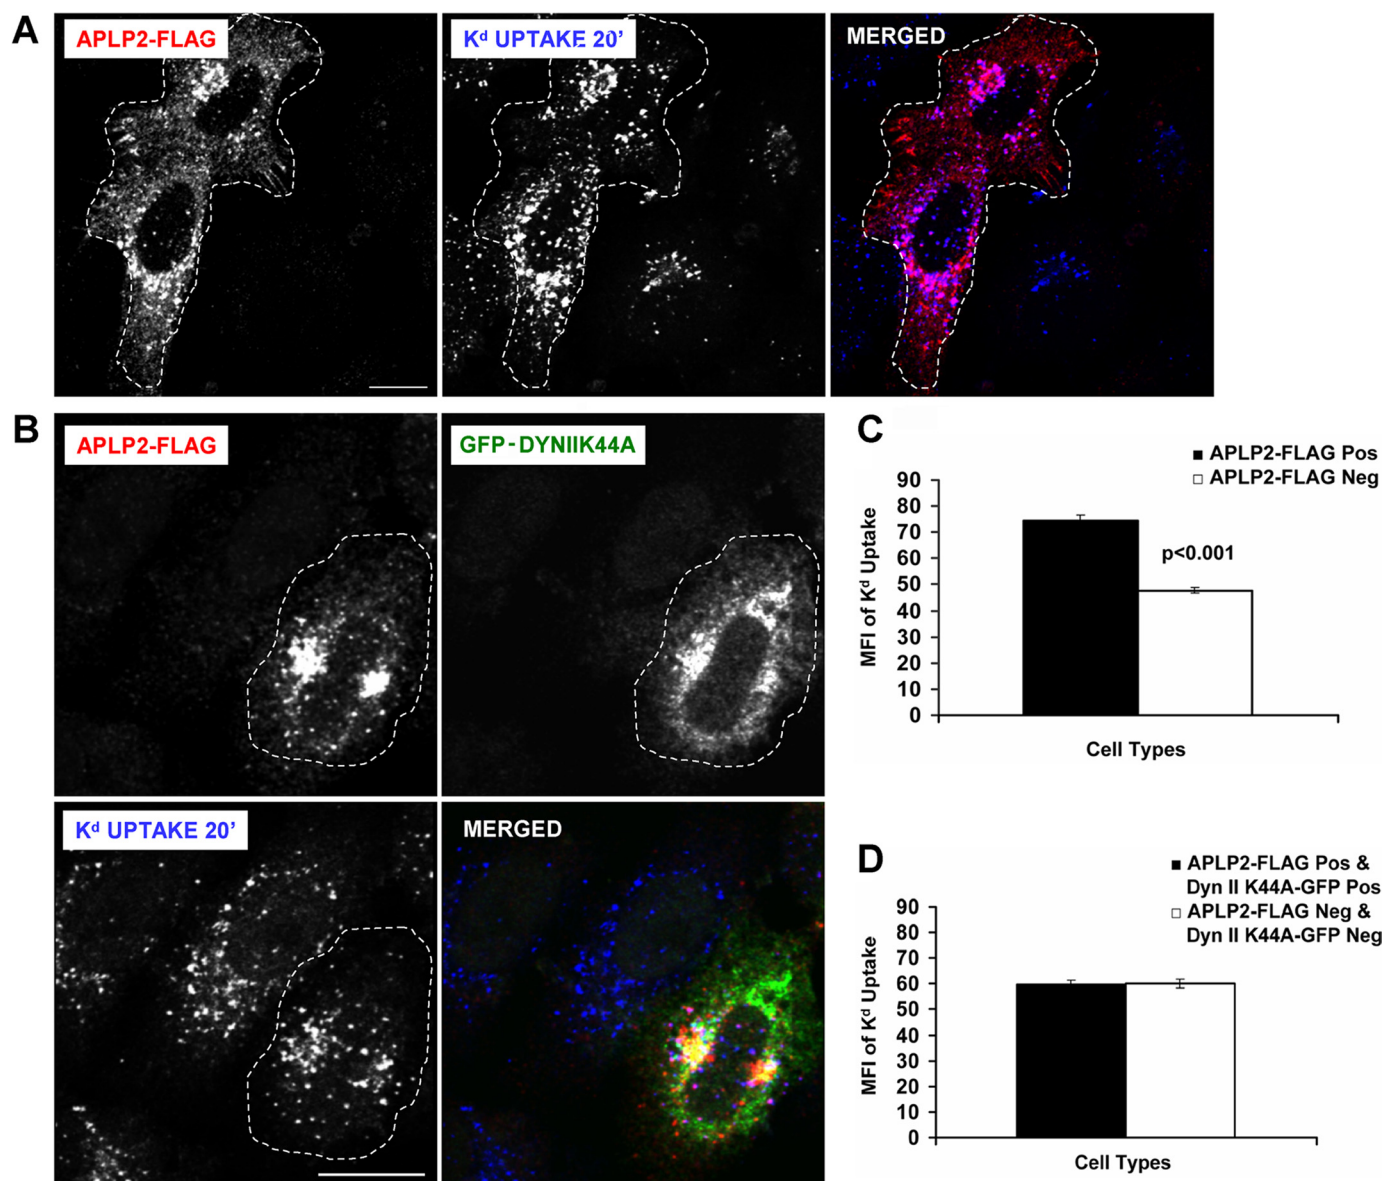 A
APLP2-FLAG
Kd UPTAKE 20’
MERGED
B
APLP2-FLAG
GFP-DYNIIK44A
Kd UPTAKE 20’
MERGED
C
APLP2-FLAG Pos
APLP2-FLAG Neg
90
80
70
60
50
40
30
20
10
0
MFI of Kd Uptake
p<0.001
Cell Types
D
APLP2-FLAG Pos &
Dyn II K44A-GFP Pos
APLP2-FLAG Neg &
Dyn II K44A-GFP Neg
90
80
70
60
50
40
30
20
10
0
MFI of Kd Uptake
Cell Types